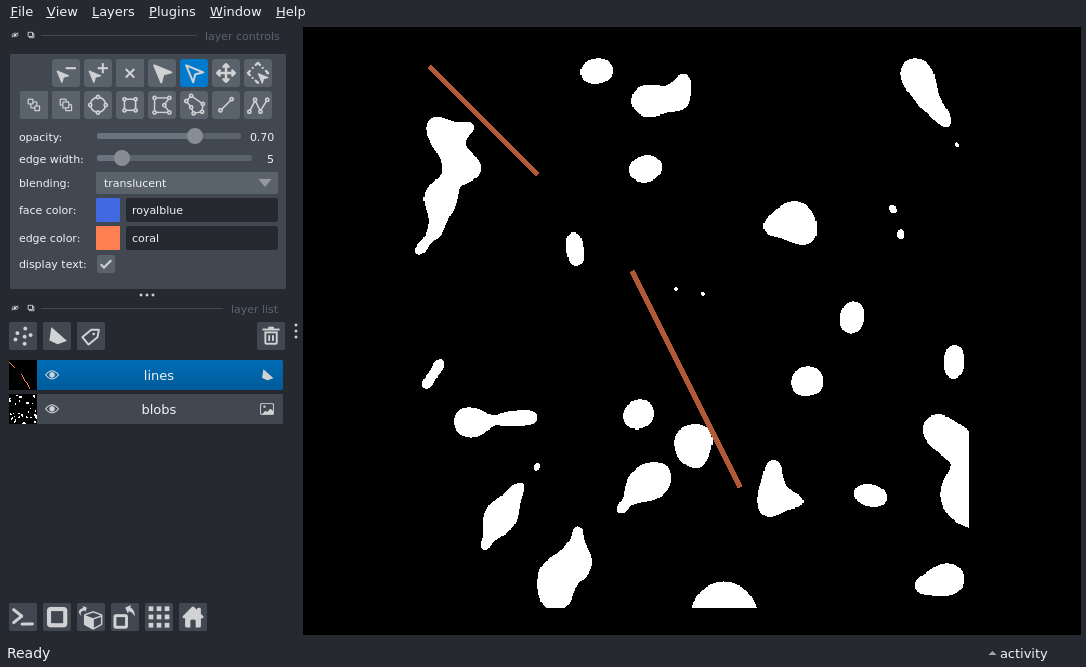 File View Layers Plugins Window Help
layer controls
opacity: 0.70
edge width: 5
blending: translucent
face color: royalblue
edge color: coral
display text:
layer list
lines
blobs
Ready
activity